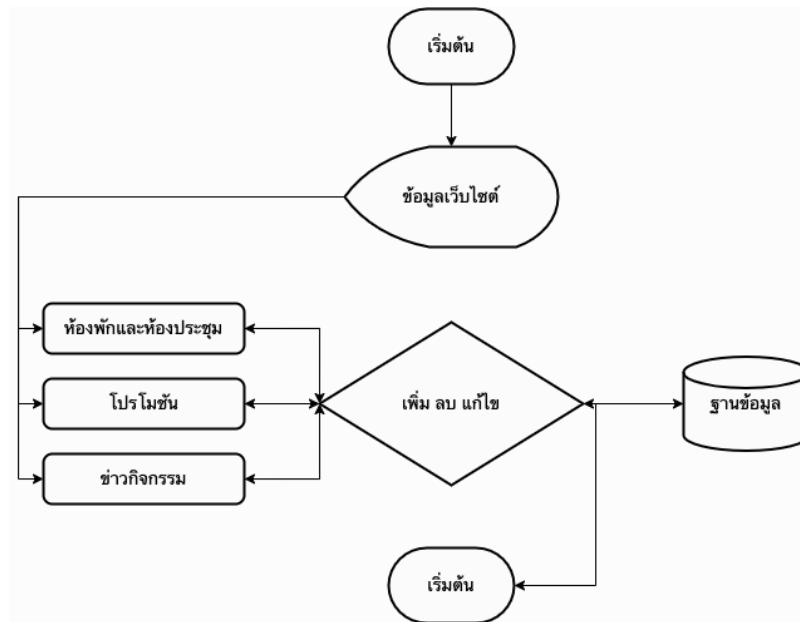 เริ่มต้น
ข้อมูลเว็บไซต์
ห้องพักและห้องประชุม
โปรโมชัน
เพิ่ม ลบ แก้ไข
ฐานข้อมูล
ข่าวกิจกรรม
เริ่มต้น